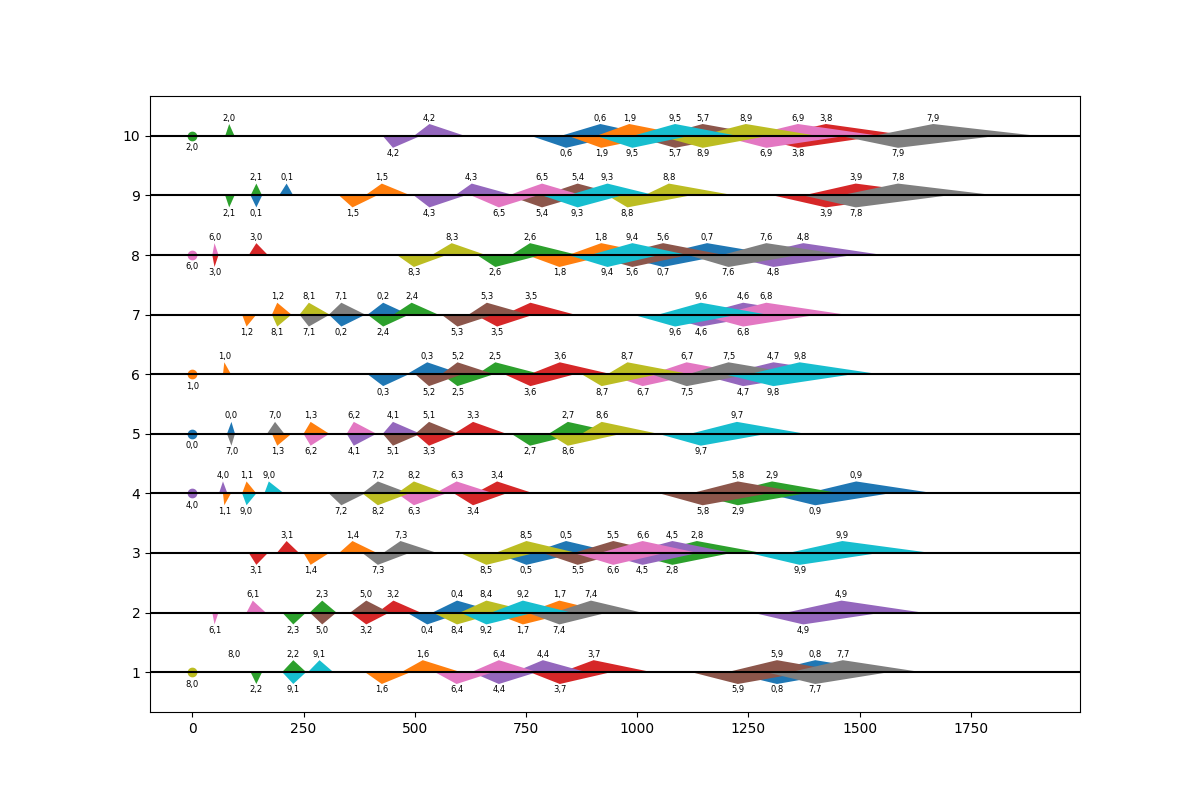 2,0 4,2 0,6 1,9 9,5 5,7 8,9 6,9 3,8 7,9
10
2,0 4,2 0,6 1,9 9,5 5,7 8,9 6,9 3,8 7,9
2,1 0,1 1,5 4,3 6,5 5,4 9,3 8,8 3,9 7,8
9
2,1 0,1 1,5 4,3 6,5 5,4 9,3 8,8 3,9 7,8
6,0 3,0 8,3 2,6 1,8 9,4 5,6 0,7 7,6 4,8
8
6,0 3,0 8,3 2,6 1,8 9,4 5,6 0,7 7,6 4,8
1,2 8,1 7,1 0,2 2,4 5,3 3,5 9,6 4,6 6,8
7
1,2 8,1 7,1 0,2 2,4 5,3 3,5 9,6 4,6 6,8
1,0 0,3 5,2 2,5 3,6 8,7 6,7 7,5 4,7 9,8
6
1,0 0,3 5,2 2,5 3,6 8,7 6,7 7,5 4,7 9,8
0,0 7,0 1,3 6,2 4,1 5,1 3,3 2,7 8,6 9,7
5
0,0 7,0 1,3 6,2 4,1 5,1 3,3 2,7 8,6 9,7
4,0 1,1 9,0 7,2 8,2 6,3 3,4 5,8 2,9 0,9
4
4,0 1,1 9,0 7,2 8,2 6,3 3,4 5,8 2,9 0,9
3,1 1,4 7,3 8,5 0,5 5,5 6,6 4,5 2,8 9,9
3
3,1 1,4 7,3 8,5 0,5 5,5 6,6 4,5 2,8 9,9
6,1 2,3 5,0 3,2 0,4 8,4 9,2 1,7 7,4 4,9
2
6,1 2,3 5,0 3,2 0,4 8,4 9,2 1,7 7,4 4,9
8,0 2,2 9,1 1,6 6,4 4,4 3,7 5,9 0,8 7,7
1
8,0 2,2 9,1 1,6 6,4 4,4 3,7 5,9 0,8 7,7
0 250 500 750 1000 1250 1500 1750